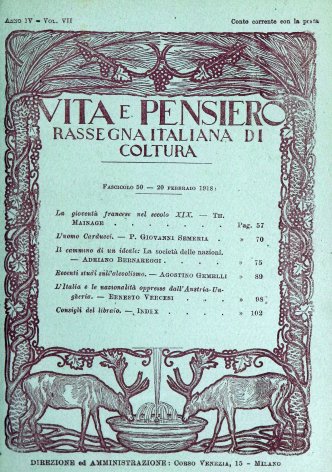 ANNO IV - VOL. VII
Conto corrente con la posta
VITA E PENSIERO
RASSEGNA ITALIANA DI
COLTURA
FASCICOLO 50 — 20 FEBBRAIO 1918:
La gioventù francese nel secolo XIX. — TH.
MAINAGE . . . . . . Pag. 57
L'uomo Carducci. — P. GIOVANNI SEMERIA . » 70
Il cammino di un ideale: La società delle nazioni.
— ADRIANO BERNAREGGI . . . . . » 75
Recenti studi sull'alcoolismo. — AGOSTINO GEMELLI » 89
L'Italia e le nazionalità oppresse dall'Austria-Un-
gheria. — ERNESTO VERCESI . . . . » 98
Consigli del libraio. — INDEX . . . . » 102
DIREZIONE ed AMMINISTRAZIONE: CORSO VENEZIA, 15 - MILANO